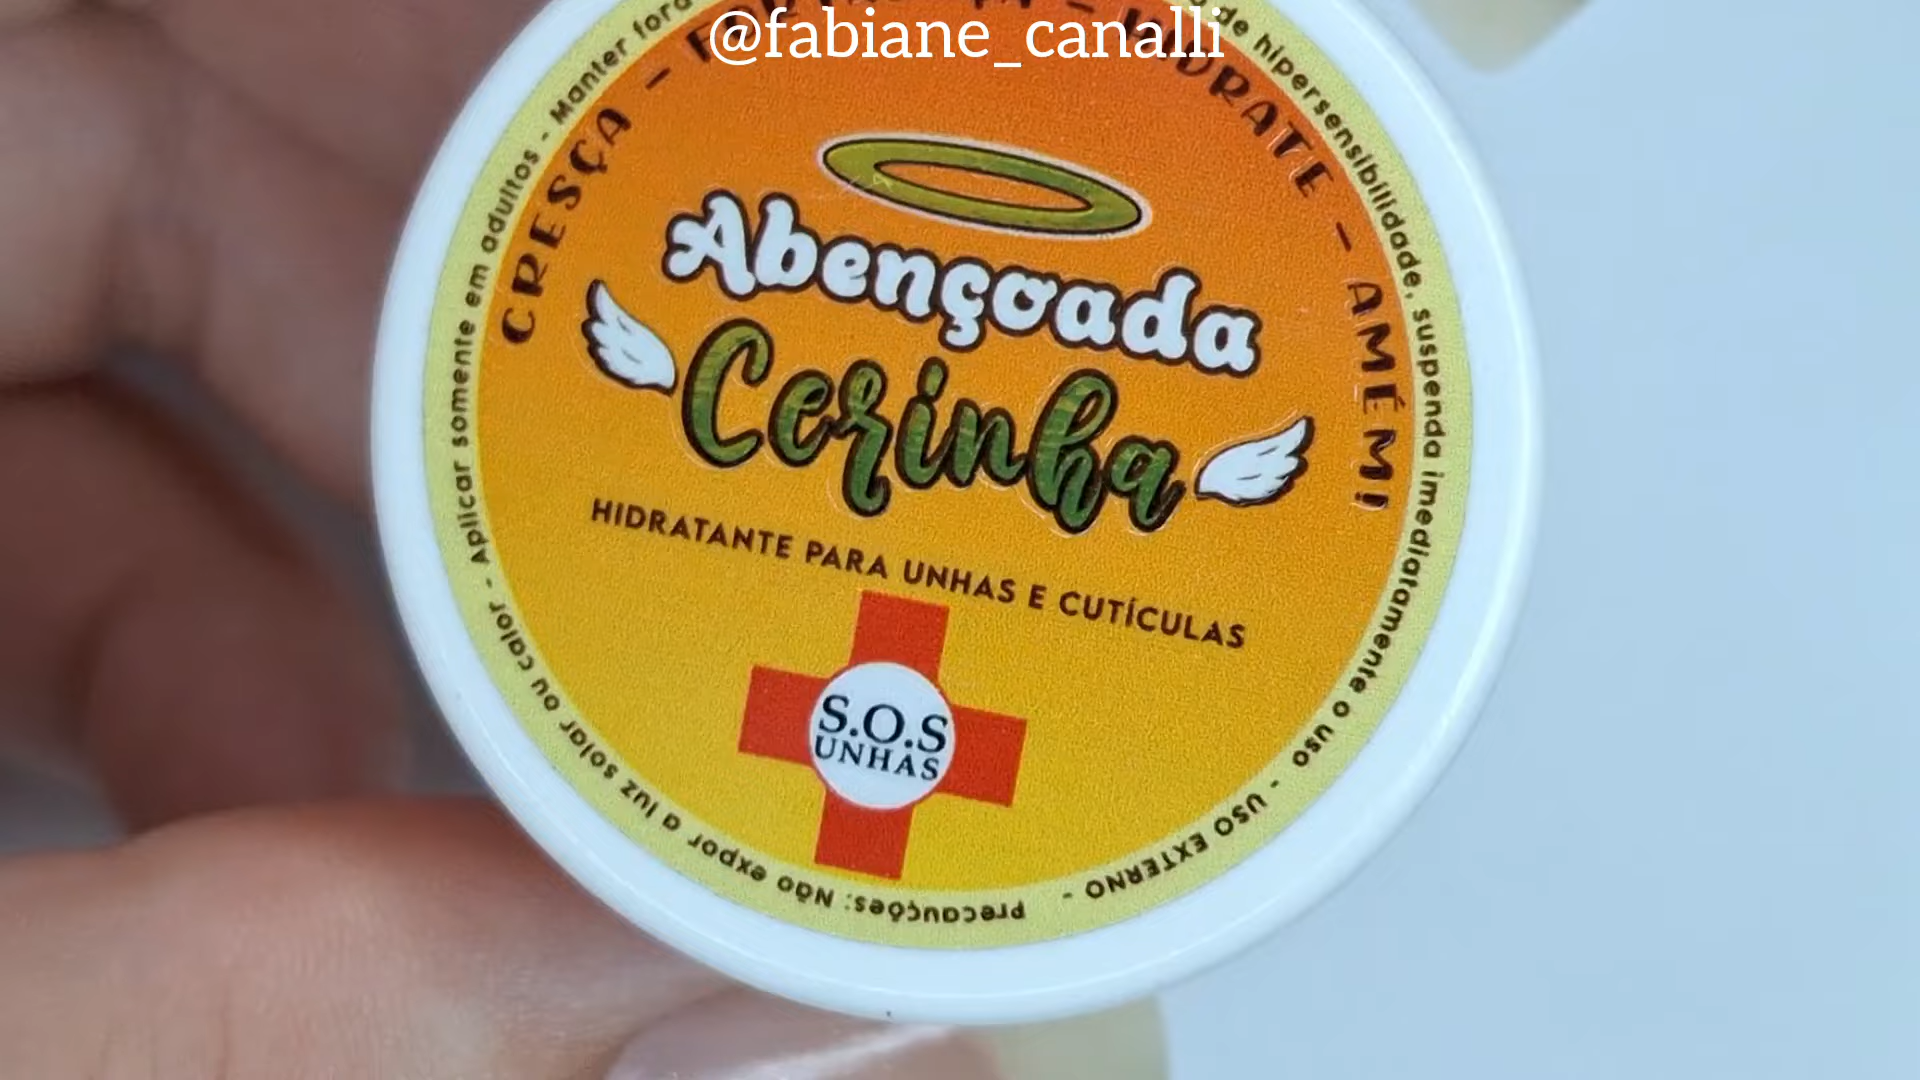 @fabiane_canalli
CRESÇA - - HIDRATE - AMÉM!
Abençoada
Cerinha
HIDRATANTE PARA UNHAS E CUTÍCULAS
S.O.S
UNHAS
Precauções: Não expor a luz solar ou calor - Aplicar somente em adultos - Manter fora
de hipersensibilidade, suspenda imediatamente o uso - USO EXTERNO -